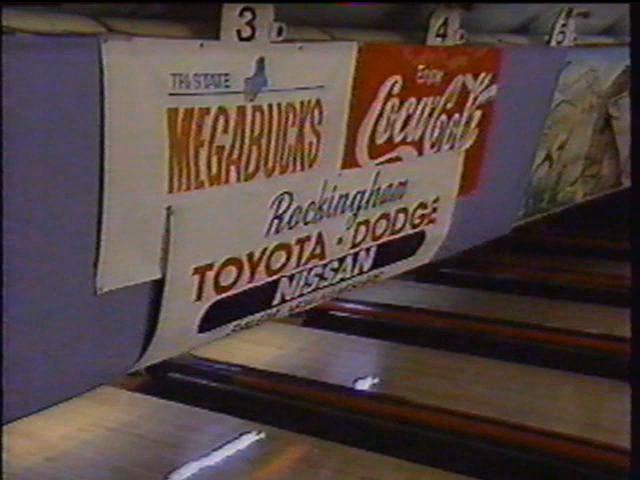 3
4
5
TRI-STATE
MEGABUCKS
Enjoy
Coca-Cola
Rockingham
TOYOTA - DODGE
NISSAN